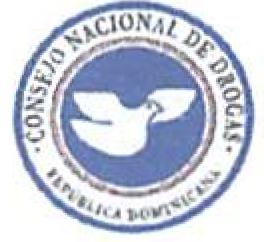 CONSEJO NACIONAL DE DROGAS
REPUBLICA DOMINICANA